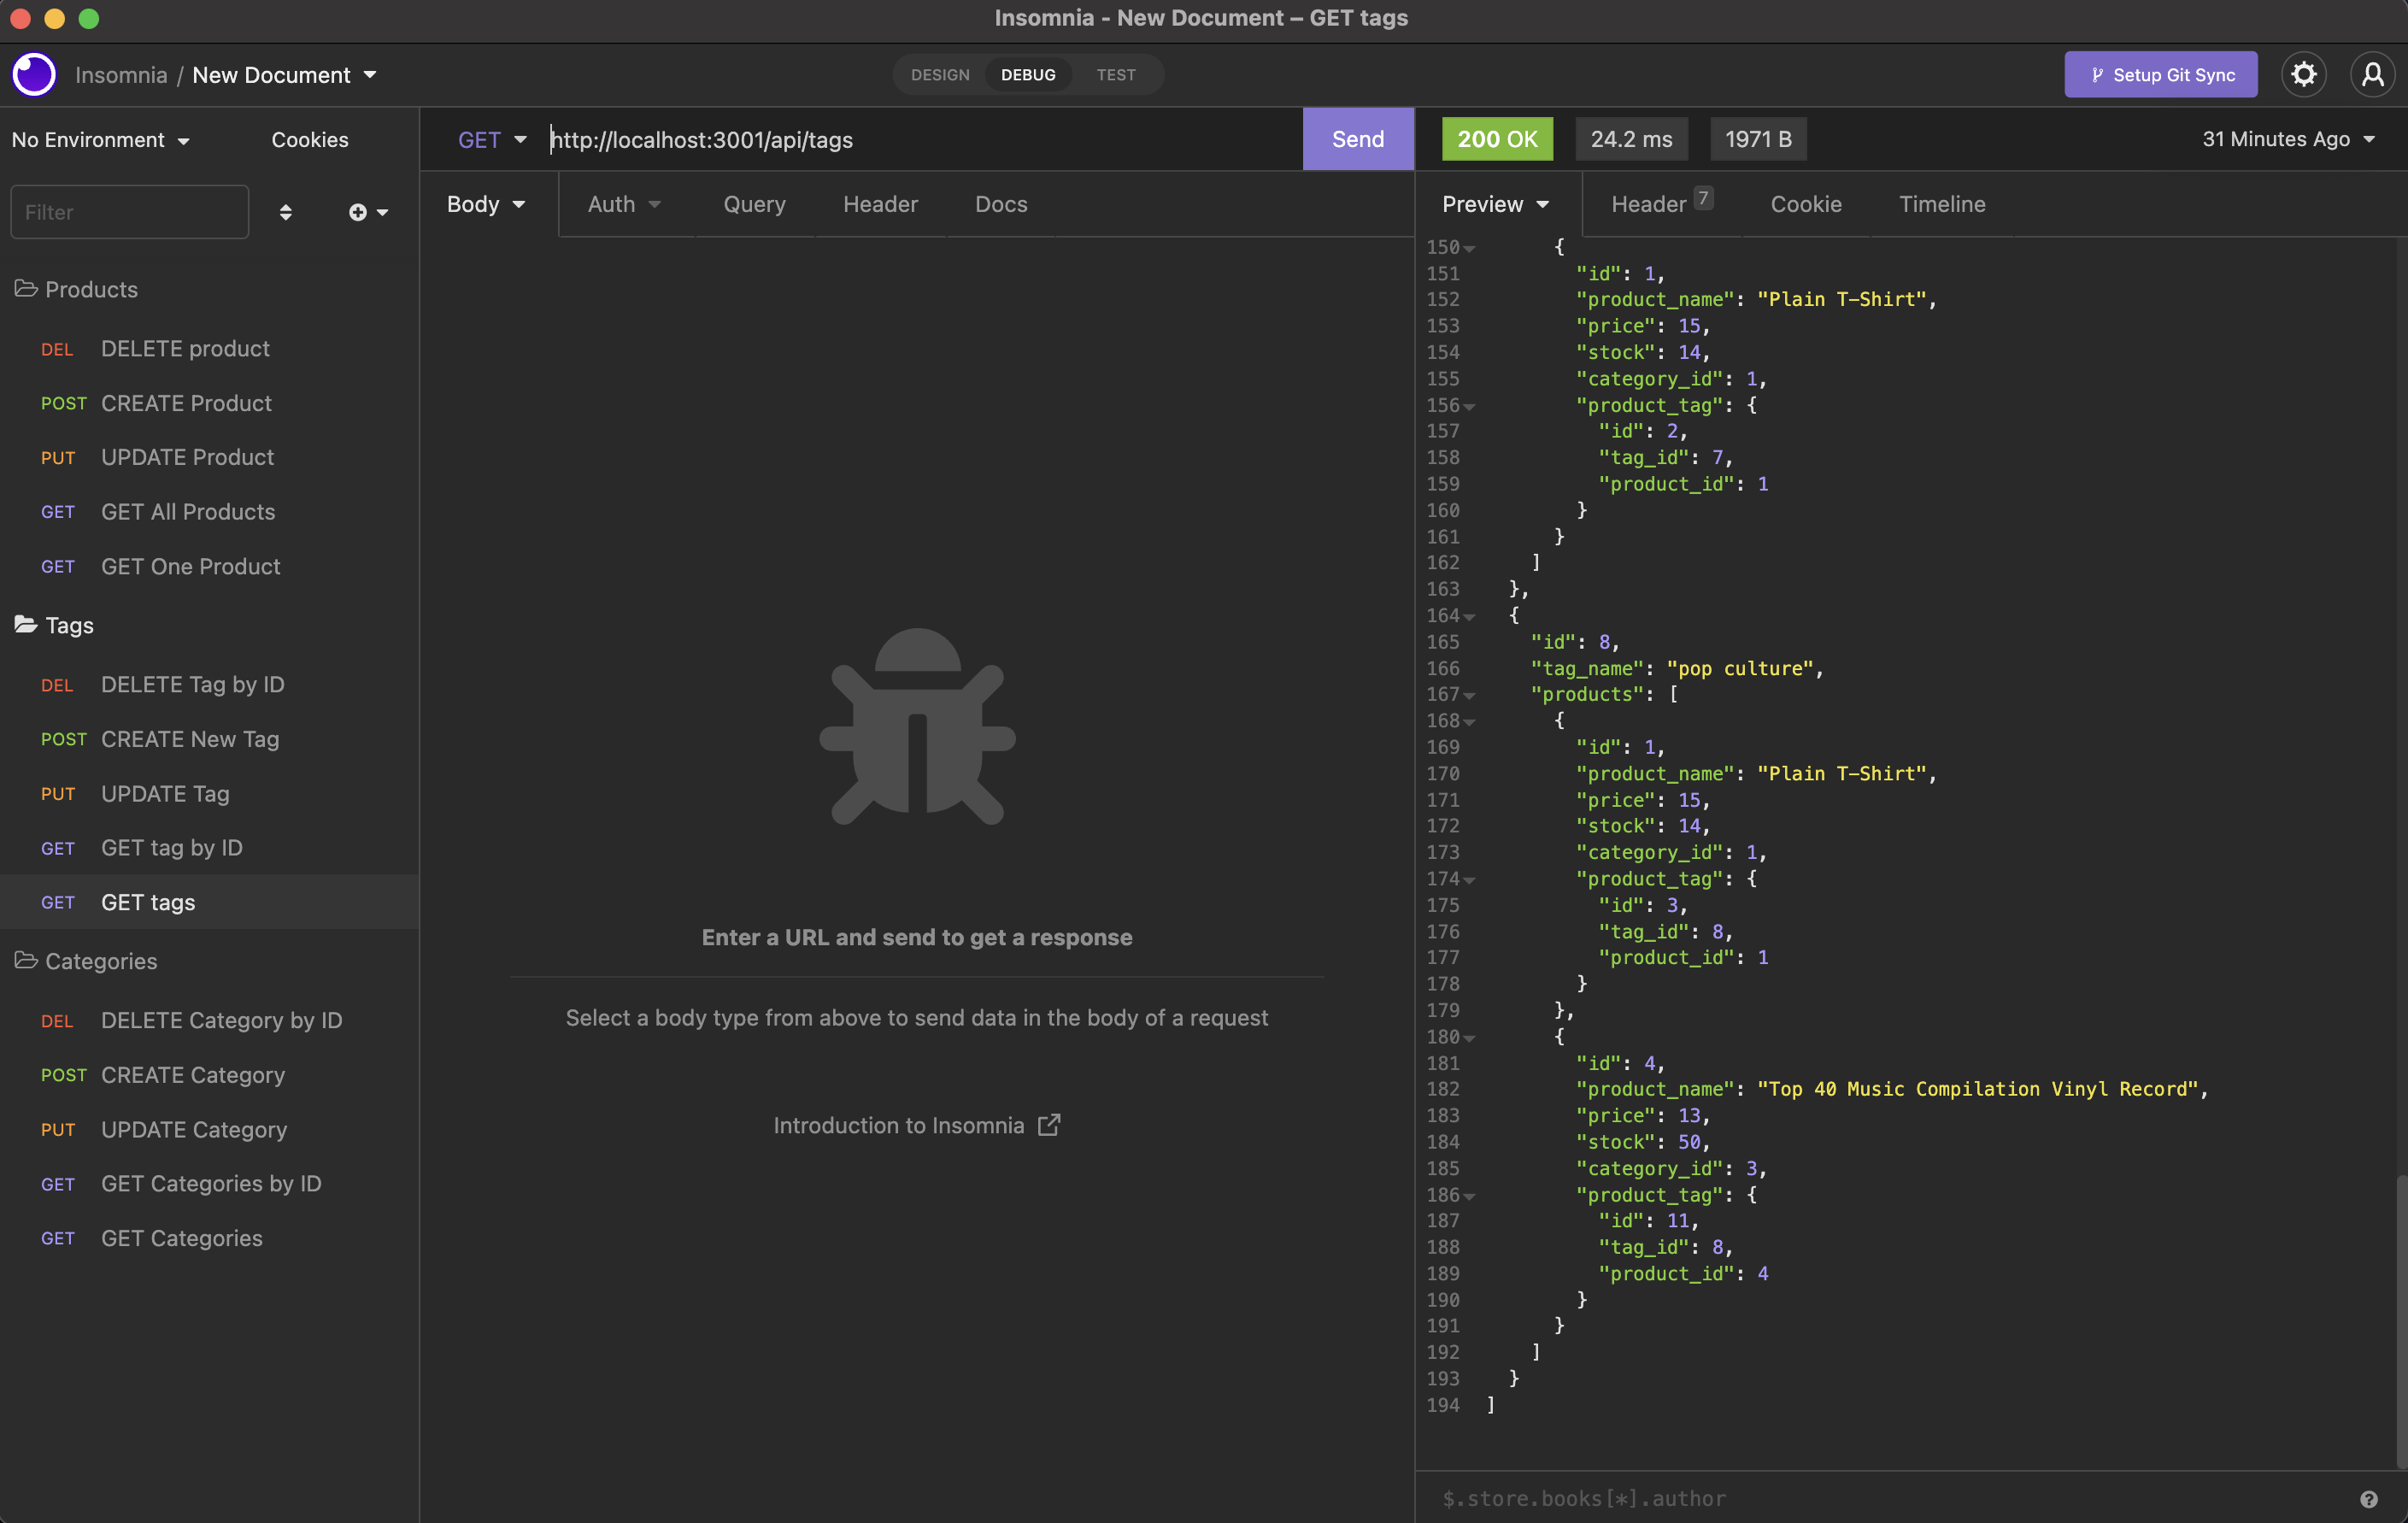 Insomnia - New Document – GET tags
Insomnia / New Document
DESIGN DEBUG TEST
Setup Git Sync
No Environment Cookies
Filter
Products
DEL DELETE product
POST CREATE Product
PUT UPDATE Product
GET GET All Products
GET GET One Product
Tags
DEL DELETE Tag by ID
POST CREATE New Tag
PUT UPDATE Tag
GET GET tag by ID
GET GET tags
Categories
DEL DELETE Category by ID
POST CREATE Category
PUT UPDATE Category
GET GET Categories by ID
GET GET Categories
GET http://localhost:3001/api/tags Send
Body Auth Query Header Docs
Enter a URL and send to get a response
Select a body type from above to send data in the body of a request
Introduction to Insomnia
200 OK 24.2 ms 1971 B 31 Minutes Ago
Preview Header 7 Cookie Timeline
150 {
151 "id": 1,
152 "product_name": "Plain T-Shirt",
153 "price": 15,
154 "stock": 14,
155 "category_id": 1,
156 "product_tag": {
157 "id": 2,
158 "tag_id": 7,
159 "product_id": 1
160 }
161 }
162 ]
163 },
164 {
165 "id": 8,
166 "tag_name": "pop culture",
167 "products": [
168 {
169 "id": 1,
170 "product_name": "Plain T-Shirt",
171 "price": 15,
172 "stock": 14,
173 "category_id": 1,
174 "product_tag": {
175 "id": 3,
176 "tag_id": 8,
177 "product_id": 1
178 }
179 },
180 {
181 "id": 4,
182 "product_name": "Top 40 Music Compilation Vinyl Record",
183 "price": 13,
184 "stock": 50,
185 "category_id": 3,
186 "product_tag": {
187 "id": 11,
188 "tag_id": 8,
189 "product_id": 4
190 }
191 }
192 ]
193 }
194 ]
$.store.books[*].author